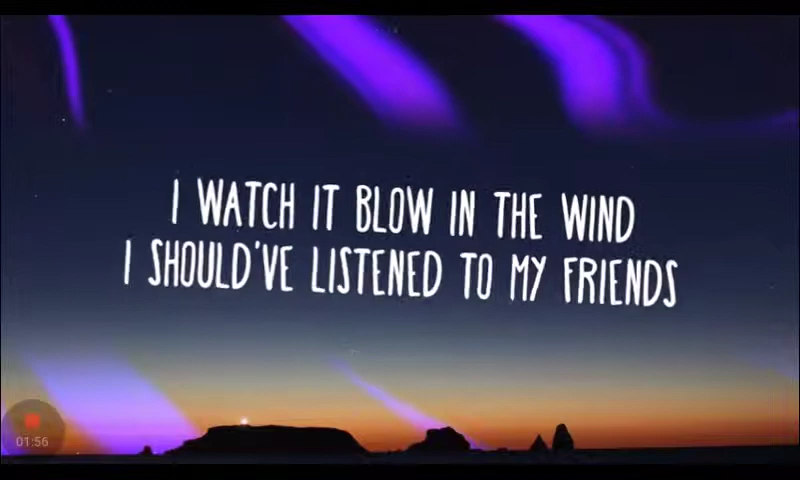 I WATCH IT BLOW IN THE WIND
I SHOULD'VE LISTENED TO MY FRIENDS
01:56